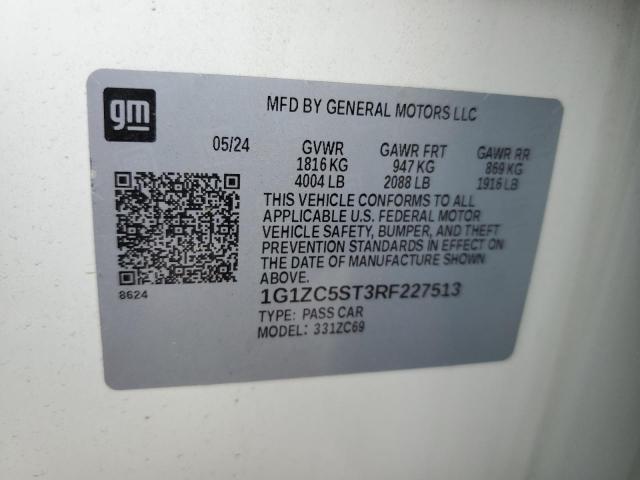 gm
MFD BY GENERAL MOTORS LLC
05/24 GVWR GAWR FRT GAWR RR
1816 KG 947 KG 869 KG
4004 LB 2088 LB 1916 LB
THIS VEHICLE CONFORMS TO ALL
APPLICABLE U.S. FEDERAL MOTOR
VEHICLE SAFETY, BUMPER, AND THEFT
PREVENTION STANDARDS IN EFFECT ON
THE DATE OF MANUFACTURE SHOWN
ABOVE.
8624
1G1ZC5ST3RF227513
TYPE: PASS CAR
MODEL: 331ZC69